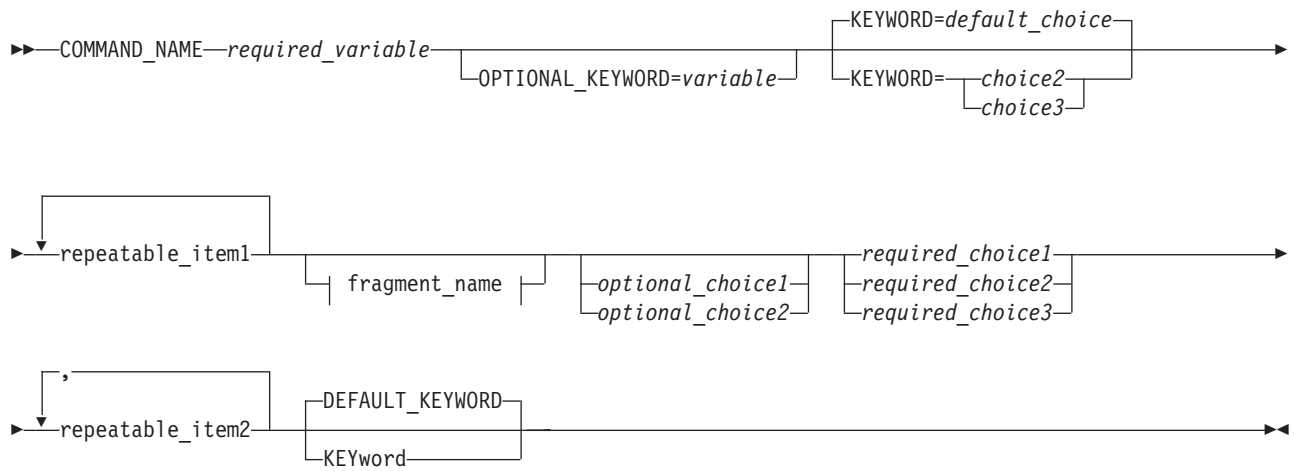 KEYWORD=default_choice
COMMAND_NAME required_variable
OPTIONAL_KEYWORD=variable
KEYWORD= choice2
choice3
repeatable_item1
fragment_name
optional_choice1
optional_choice2
required_choice1
required_choice2
required_choice3
,
repeatable_item2
DEFAULT_KEYWORD
KEYword